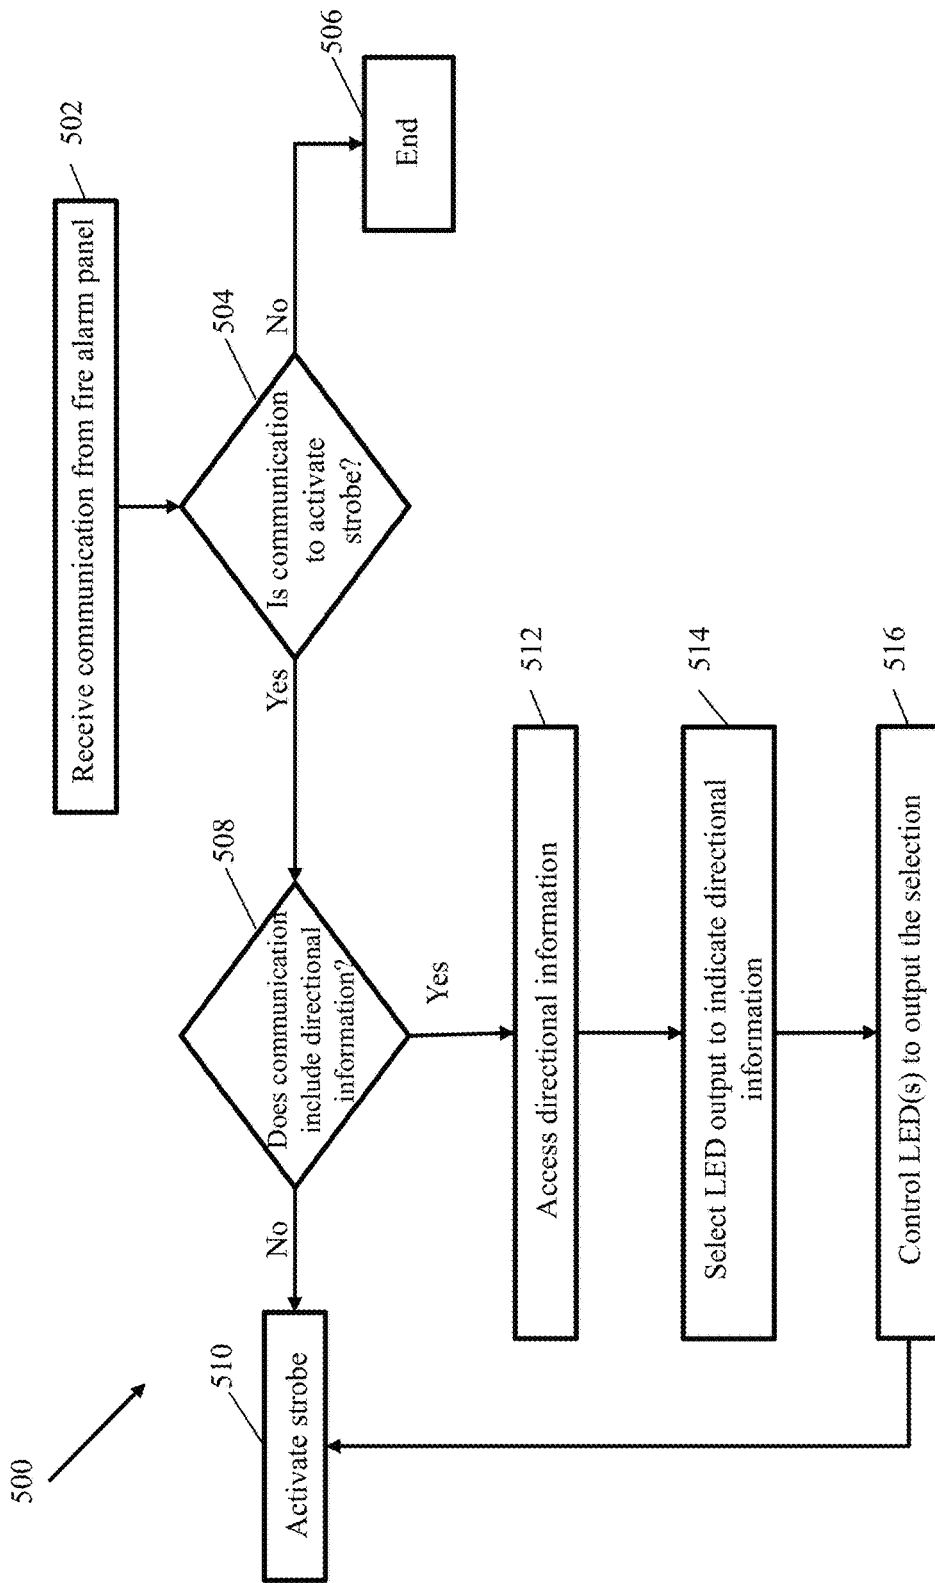 500
502
Receive communication from fire alarm panel
504
Is communication
to activate
strobe?
No
506
End
Yes
508
Does communication
include directional
information?
No
510
Activate strobe
Yes
512
Access directional information
514
Select LED output to indicate directional
information
516
Control LED(s) to output the selection